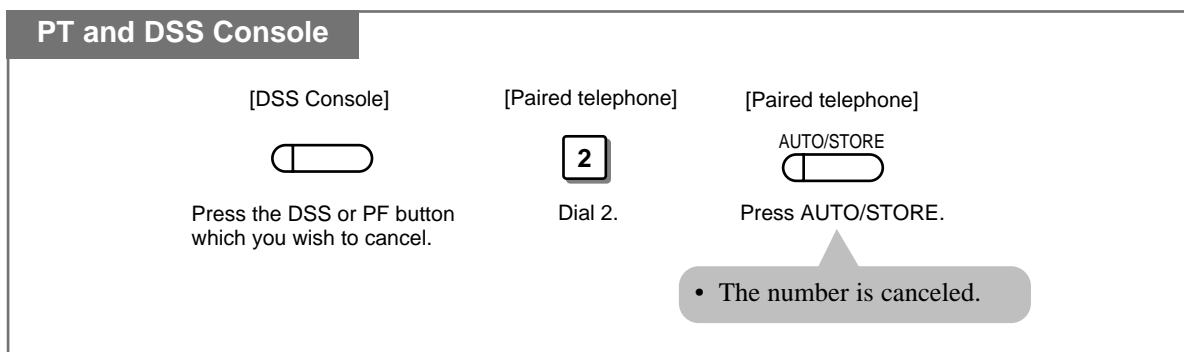 PT and DSS Console
[DSS Console]
[Paired telephone]
[Paired telephone]
2
AUTO/STORE
Press the DSS or PF button
which you wish to cancel.
Dial 2.
Press AUTO/STORE.
• The number is canceled.